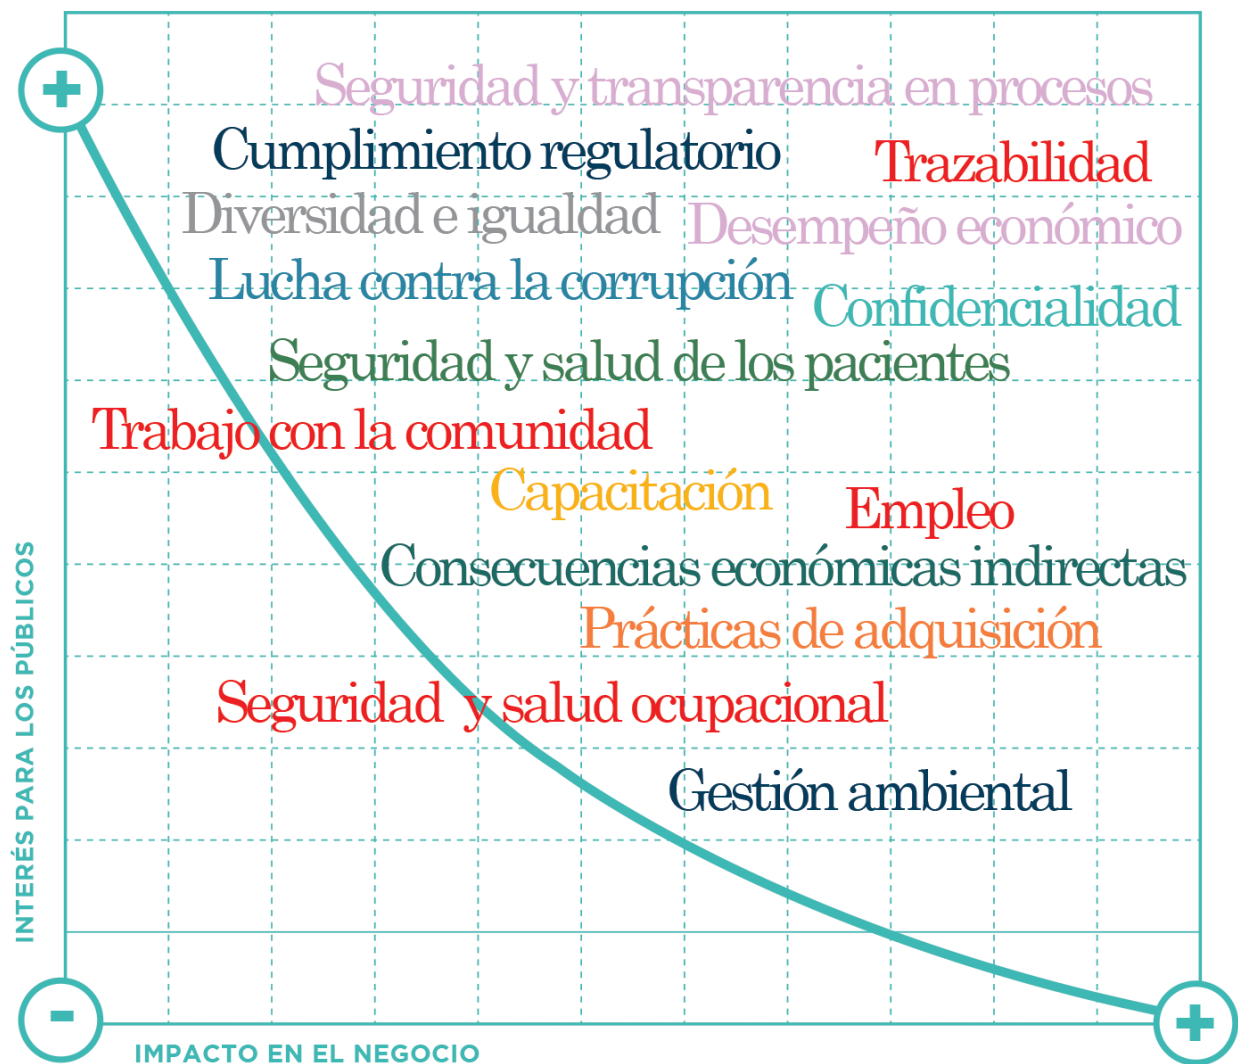 +
Seguridad y transparencia en procesos
Cumplimiento regulatorio
Trazabilidad
Diversidad e igualdad
Desempeño económico
Lucha contra la corrupción
Confidencialidad
Seguridad y salud de los pacientes
Trabajo con la comunidad
Capacitación
Empleo
Consecuencias económicas indirectas
Prácticas de adquisición
Seguridad y salud ocupacional
Gestión ambiental
INTERÉS PARA LOS PÚBLICOS
-
+
IMPACTO EN EL NEGOCIO